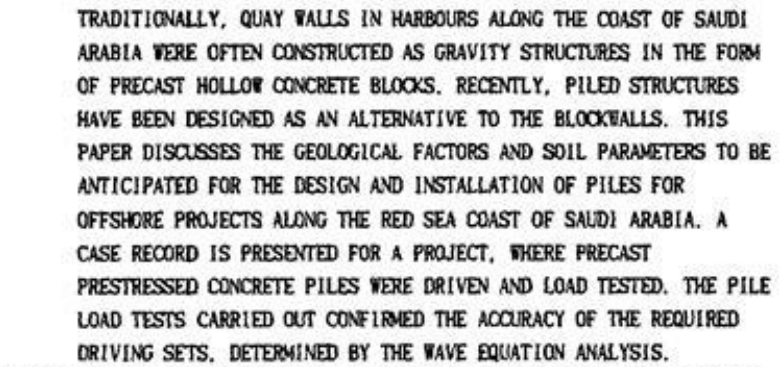 TRADITIONALLY, QUAY WALLS IN HARBOURS ALONG THE COAST OF SAUDI
ARABIA WERE OFTEN CONSTRUCTED AS GRAVITY STRUCTURES IN THE FORM
OF PRECAST HOLLOW CONCRETE BLOCKS. RECENTLY, PILED STRUCTURES
HAVE BEEN DESIGNED AS AN ALTERNATIVE TO THE BLOCKWALLS. THIS
PAPER DISCUSSES THE GEOLOGICAL FACTORS AND SOIL PARAMETERS TO BE
ANTICIPATED FOR THE DESIGN AND INSTALLATION OF PILES FOR
OFFSHORE PROJECTS ALONG THE RED SEA COAST OF SAUDI ARABIA. A
CASE RECORD IS PRESENTED FOR A PROJECT, WHERE PRECAST
PRESTRESSED CONCRETE PILES WERE DRIVEN AND LOAD TESTED. THE PILE
LOAD TESTS CARRIED OUT CONFIRMED THE ACCURACY OF THE REQUIRED
DRIVING SETS, DETERMINED BY THE WAVE EQUATION ANALYSIS.